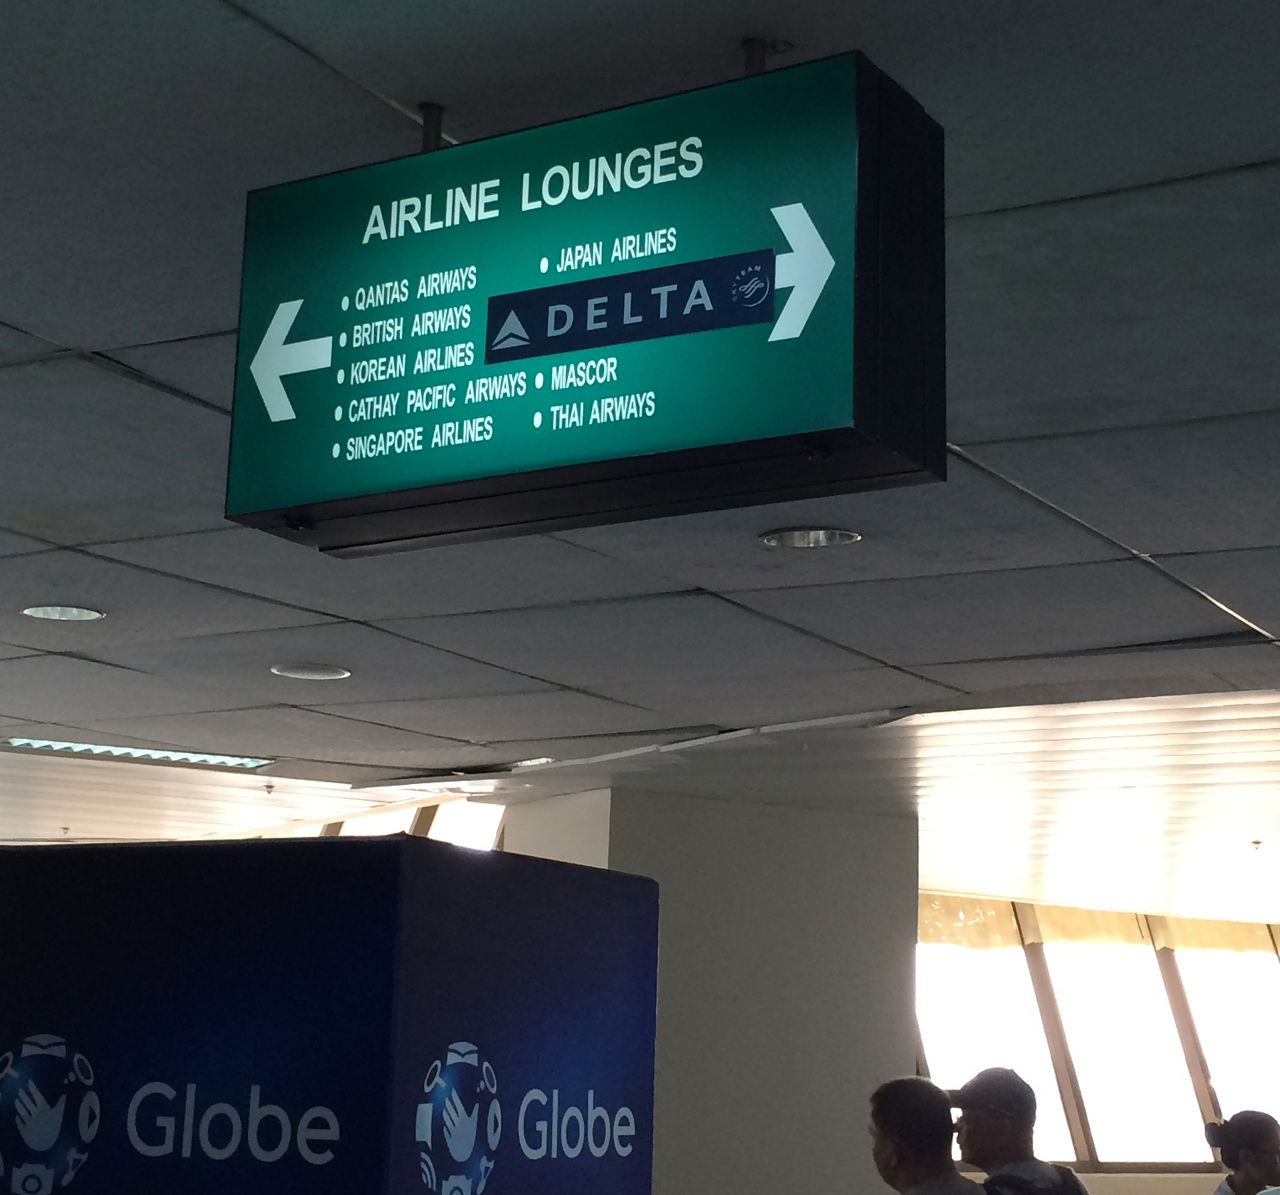 AIRLINE LOUNGES
• QANTAS AIRWAYS
• BRITISH AIRWAYS
• KOREAN AIRLINES
• CATHAY PACIFIC AIRWAYS
• SINGAPORE AIRLINES
• JAPAN AIRLINES
DELTA
SKYTEAM
• MIASCOR
• THAI AIRWAYS
Globe
Globe